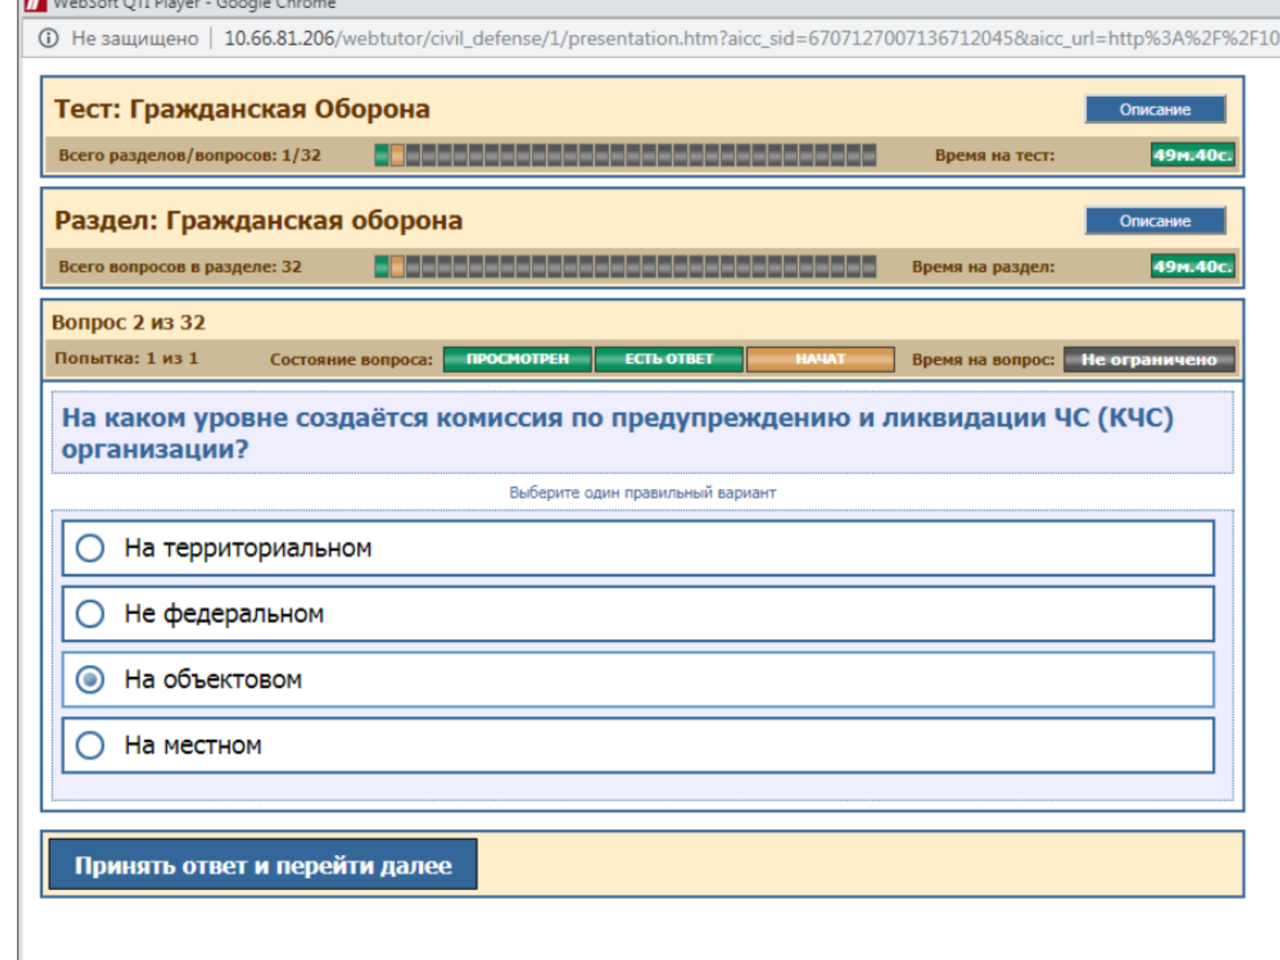 WebSoft QTI Player - Google Chrome
Не защищено | 10.66.81.206/webtutor/civil_defense/1/presentation.htm?aicc_sid=6707127007136712045&aicc_url=http%3A%2F%2F10
Тест: Гражданская Оборона
Описание
Всего разделов/вопросов: 1/32
Время на тест:
49м.40с.
Раздел: Гражданская оборона
Описание
Всего вопросов в разделе: 32
Время на раздел:
49м.40с.
Вопрос 2 из 32
Попытка: 1 из 1
Состояние вопроса:
ПРОСМОТРЕН
ЕСТЬ ОТВЕТ
НАЧАТ
Время на вопрос:
Не ограничено
На каком уровне создаётся комиссия по предупреждению и ликвидации ЧС (КЧС)
организации?
Выберите один правильный вариант
На территориальном
Не федеральном
На объектовом
На местном
Принять ответ и перейти далее